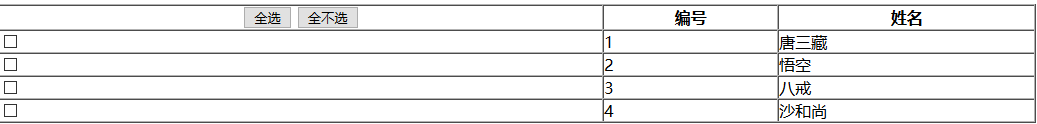 全选 全不选 编号 姓名
1 唐三藏
2 悟空
3 八戒
4 沙和尚